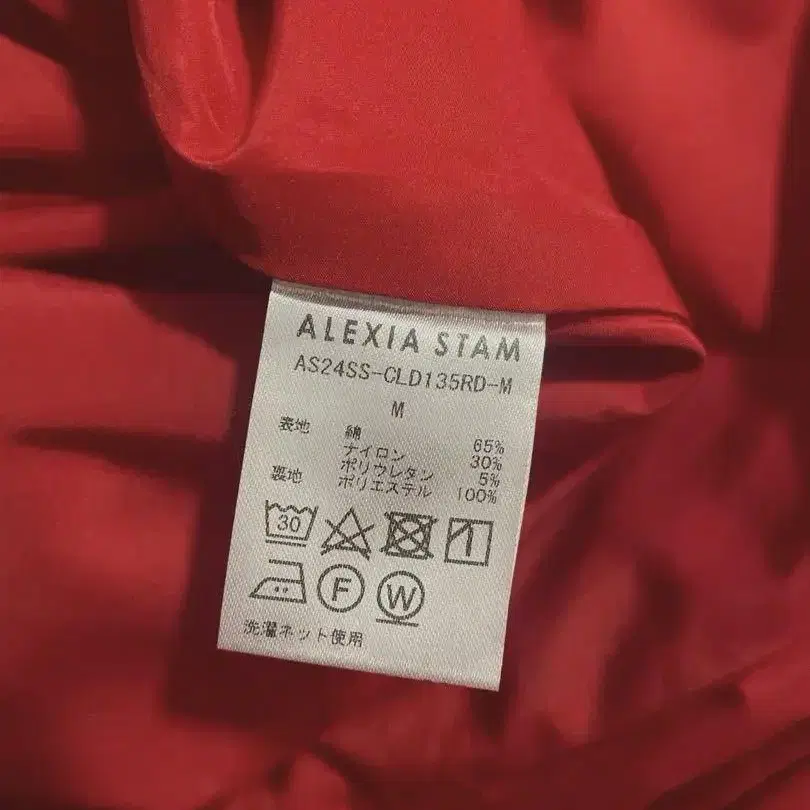 ALEXIA STAM
AS24SS-CLD135RD-M
M
表地 綿 65%
ナイロン 30%
ポリウレタン 5%
裏地 ポリエステル 100%
30
F W
洗濯ネット使用